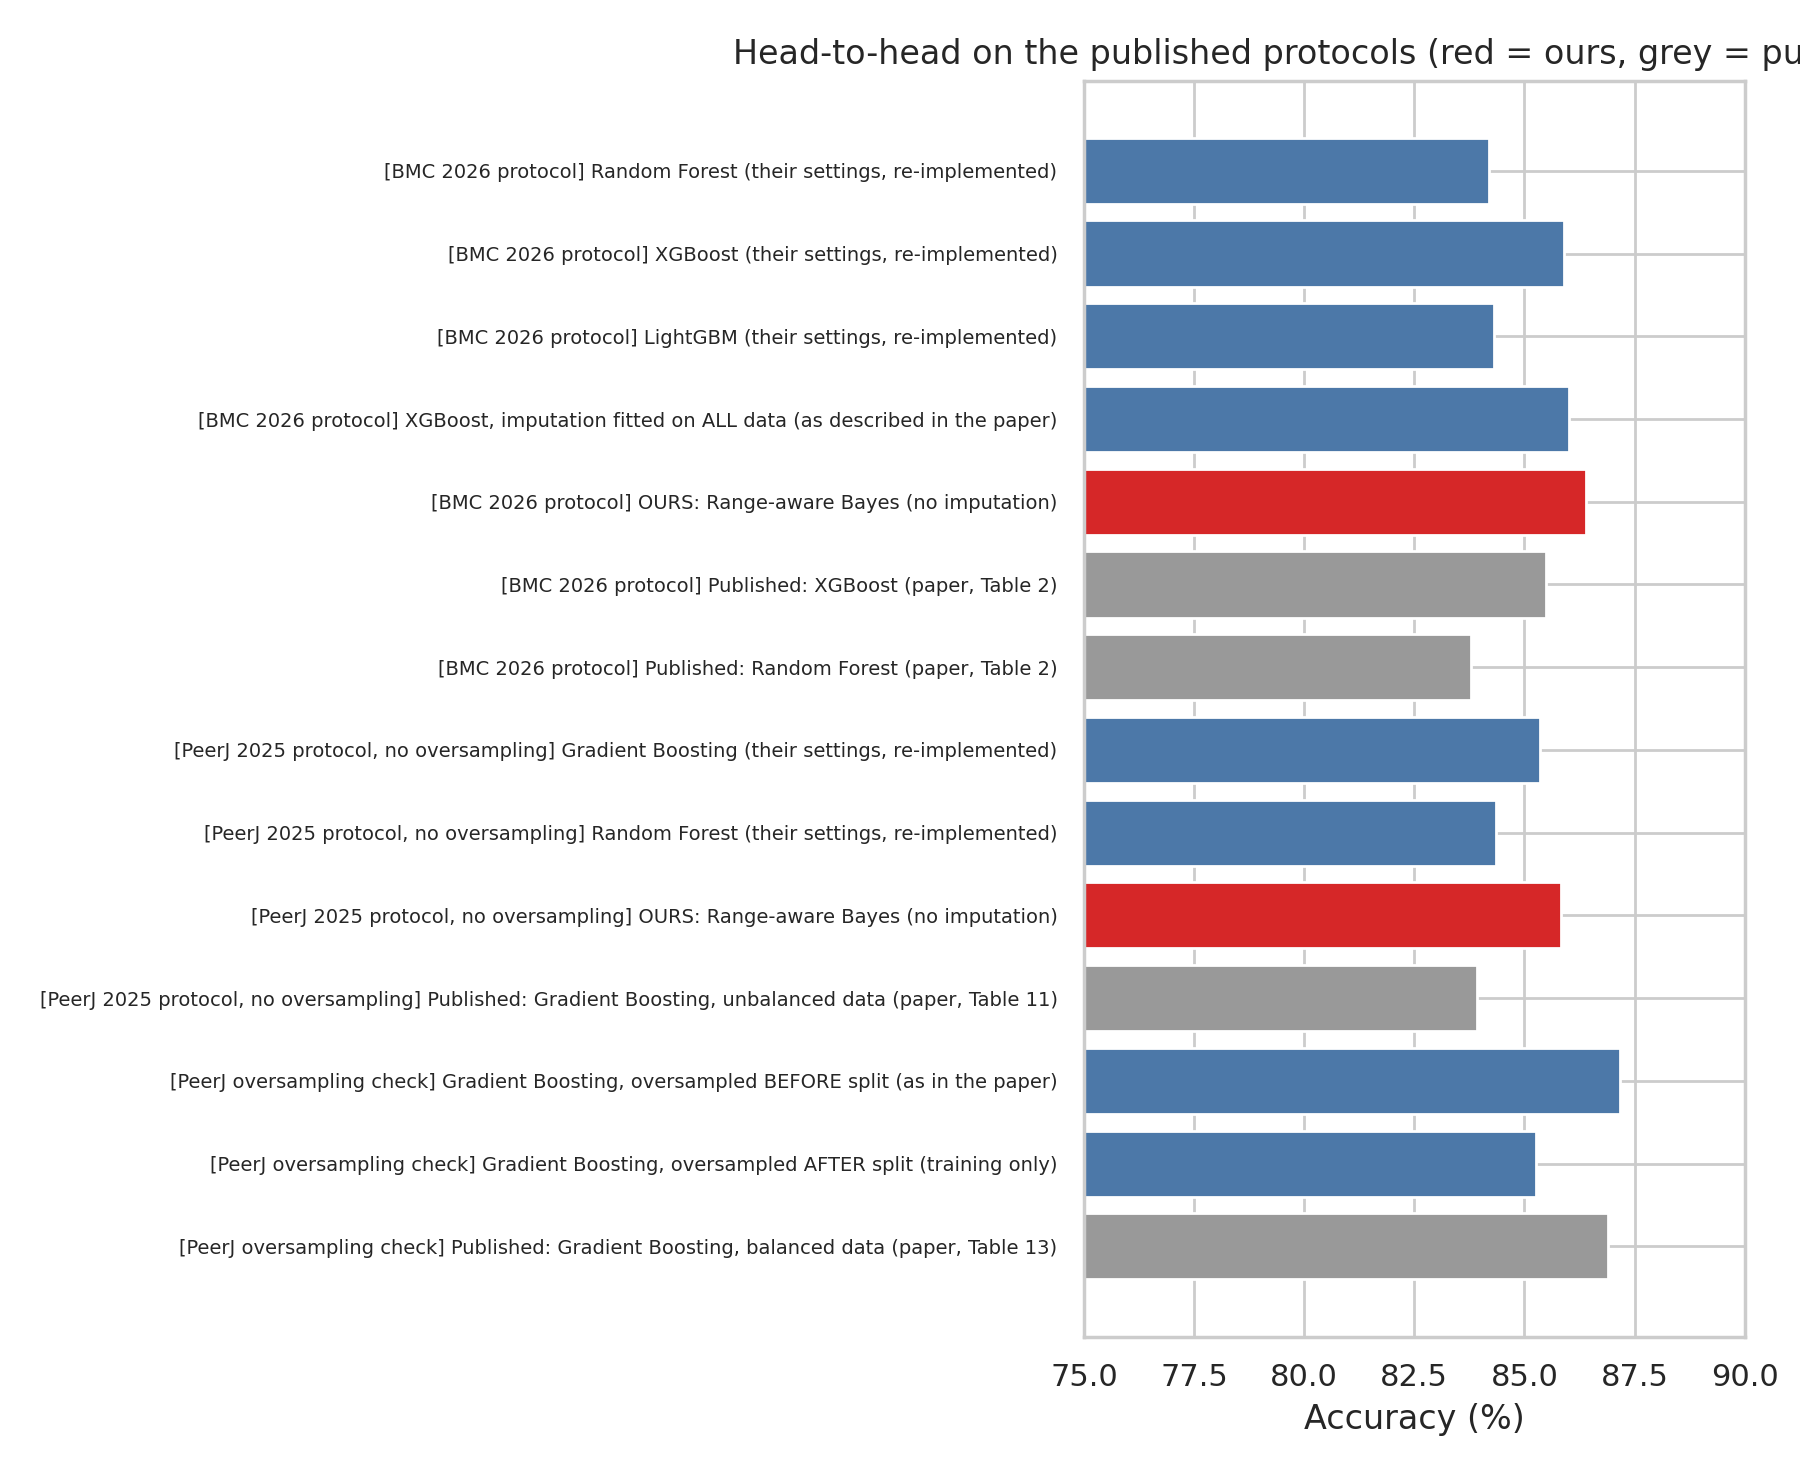 Head-to-head on the published protocols (red = ours, grey = pu
[BMC 2026 protocol] Random Forest (their settings, re-implemented)
[BMC 2026 protocol] XGBoost (their settings, re-implemented)
[BMC 2026 protocol] LightGBM (their settings, re-implemented)
[BMC 2026 protocol] XGBoost, imputation fitted on ALL data (as described in the paper)
[BMC 2026 protocol] OURS: Range-aware Bayes (no imputation)
[BMC 2026 protocol] Published: XGBoost (paper, Table 2)
[BMC 2026 protocol] Published: Random Forest (paper, Table 2)
[PeerJ 2025 protocol, no oversampling] Gradient Boosting (their settings, re-implemented)
[PeerJ 2025 protocol, no oversampling] Random Forest (their settings, re-implemented)
[PeerJ 2025 protocol, no oversampling] OURS: Range-aware Bayes (no imputation)
[PeerJ 2025 protocol, no oversampling] Published: Gradient Boosting, unbalanced data (paper, Table 11)
[PeerJ oversampling check] Gradient Boosting, oversampled BEFORE split (as in the paper)
[PeerJ oversampling check] Gradient Boosting, oversampled AFTER split (training only)
[PeerJ oversampling check] Published: Gradient Boosting, balanced data (paper, Table 13)
75.0 77.5 80.0 82.5 85.0 87.5 90.0
Accuracy (%)